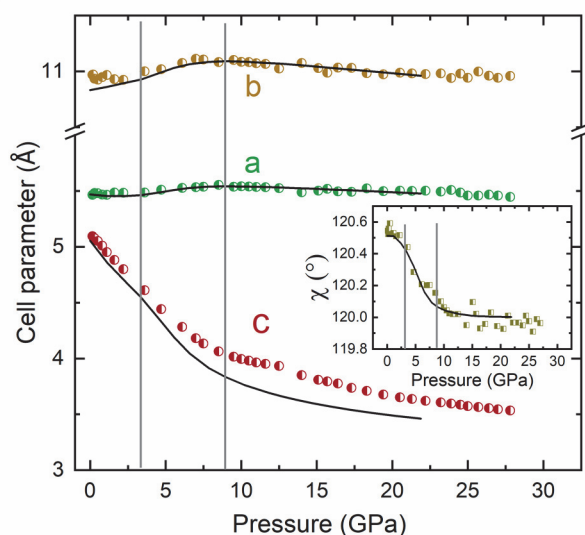 11
b
a
5
c
4
3
Cell parameter (Å)
0 5 10 15 20 25 30
Pressure (GPa)
120.6
120.4
120.2
120.0
119.8
χ (°)
0 5 10 15 20 25 30
Pressure (GPa)